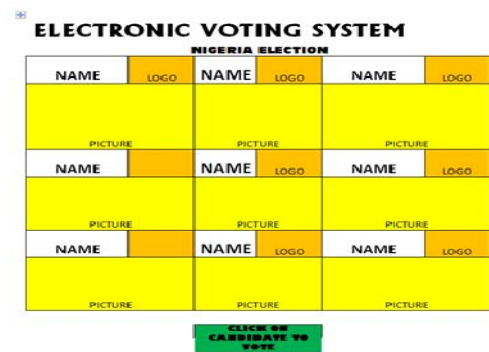 ELECTRONIC VOTING SYSTEM
NIGERIA ELECTION
NAME LOGO NAME LOGO NAME LOGO
PICTURE PICTURE PICTURE
NAME NAME LOGO NAME LOGO
PICTURE PICTURE PICTURE
NAME NAME LOGO NAME LOGO
PICTURE PICTURE PICTURE
CLICK ON
CANDIDATE TO
VOTE